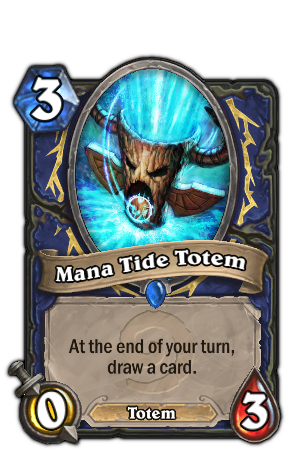 3
Mana Tide Totem
At the end of your turn,
draw a card.
0
Totem
3